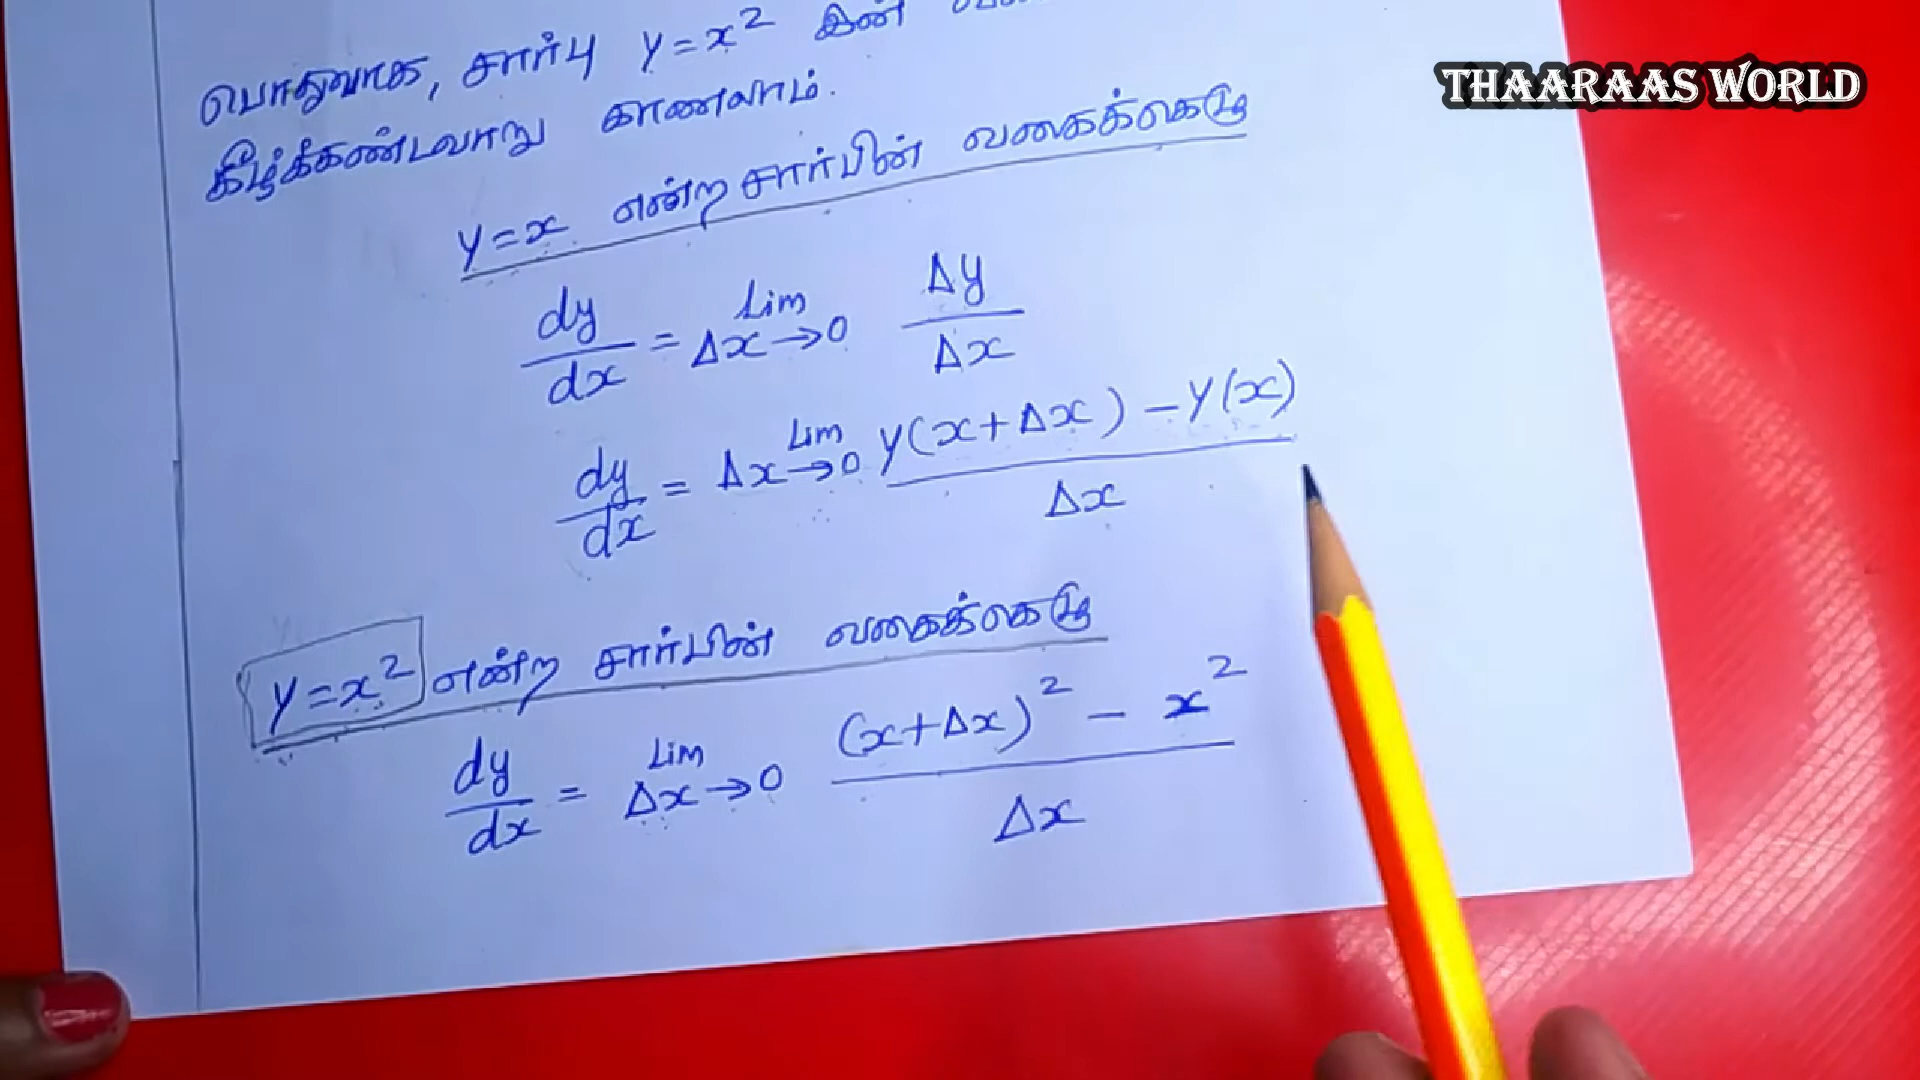 பொதுவாக, சார்பு y = x² இன்
THAARAAS WORLD
கீழ்க்கண்டவாறு காணலாம்.
y = x என்ற சார்பின் வகைக்கெழு
dy/dx = Lim Δx→0 Δy/Δx
dy/dx = Lim Δx→0 y(x+Δx) – y(x)/Δx
y = x² என்ற சார்பின் வகைக்கெழு
dy/dx = Lim Δx→0 (x+Δx)² – x²/Δx